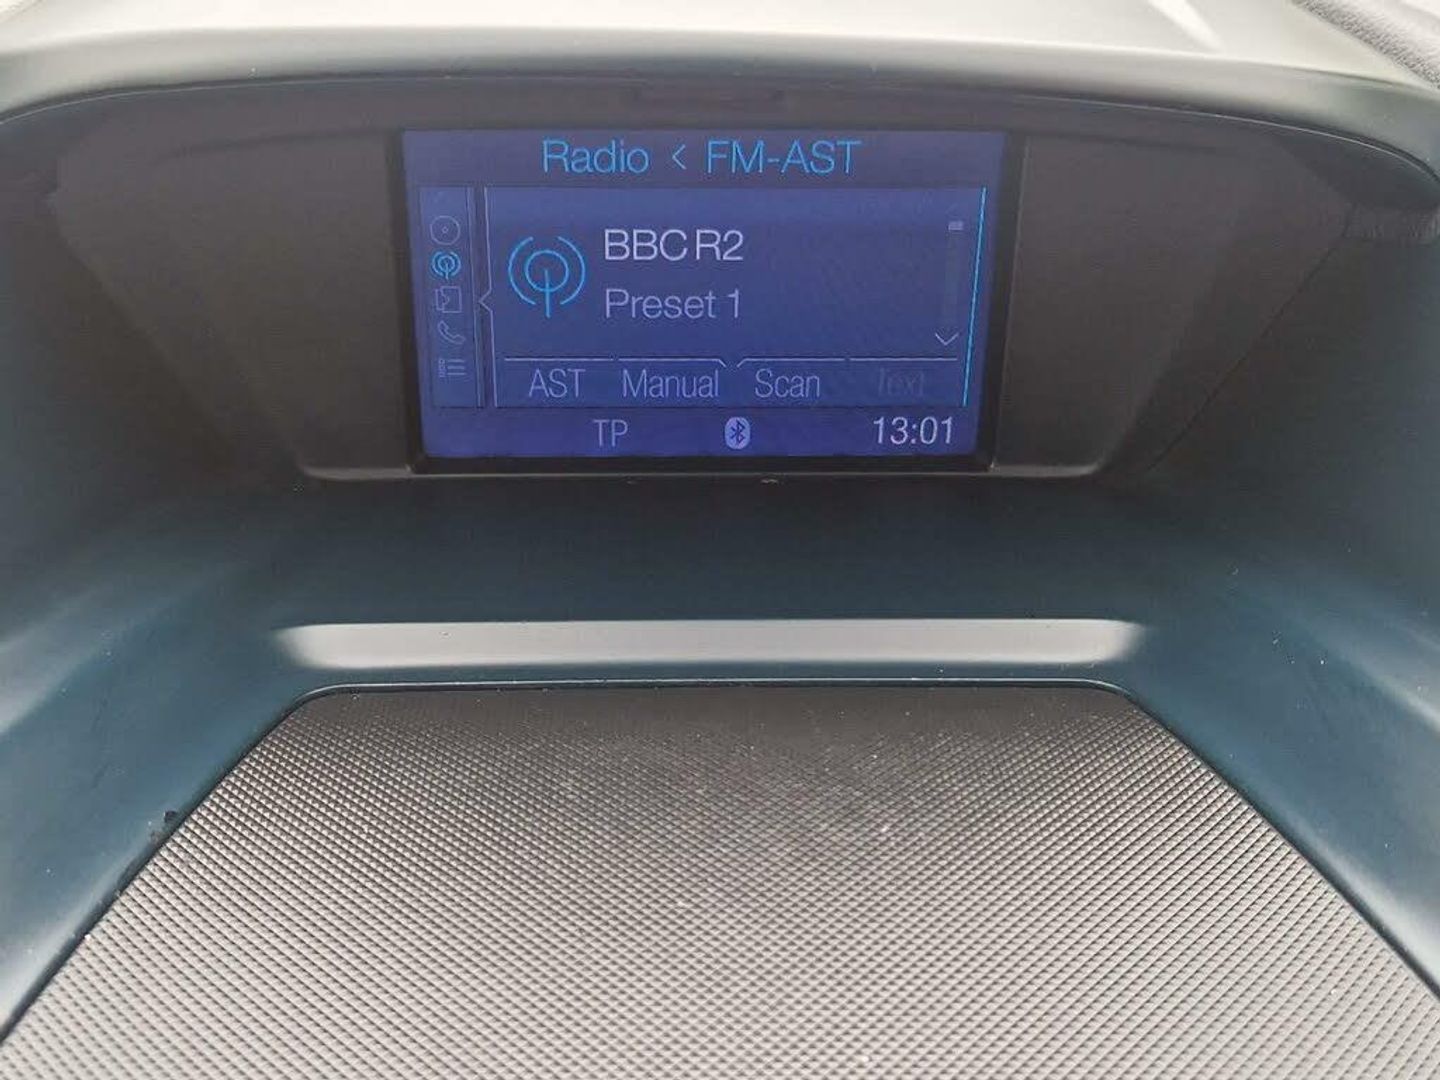 Radio < FM-AST
BBC R2
Preset 1
AST Manual Scan Text
TP 13:01